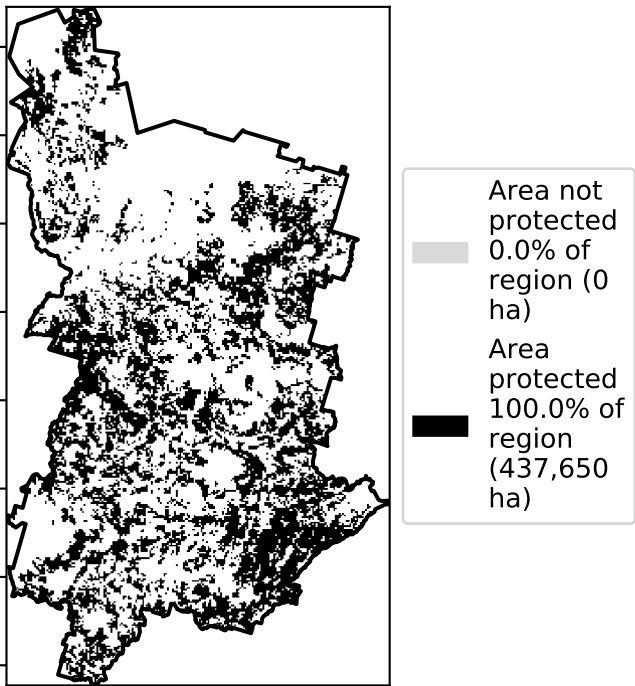 Area not
protected
0.0% of
region (0
ha)
Area
protected
100.0% of
region
(437,650
ha)